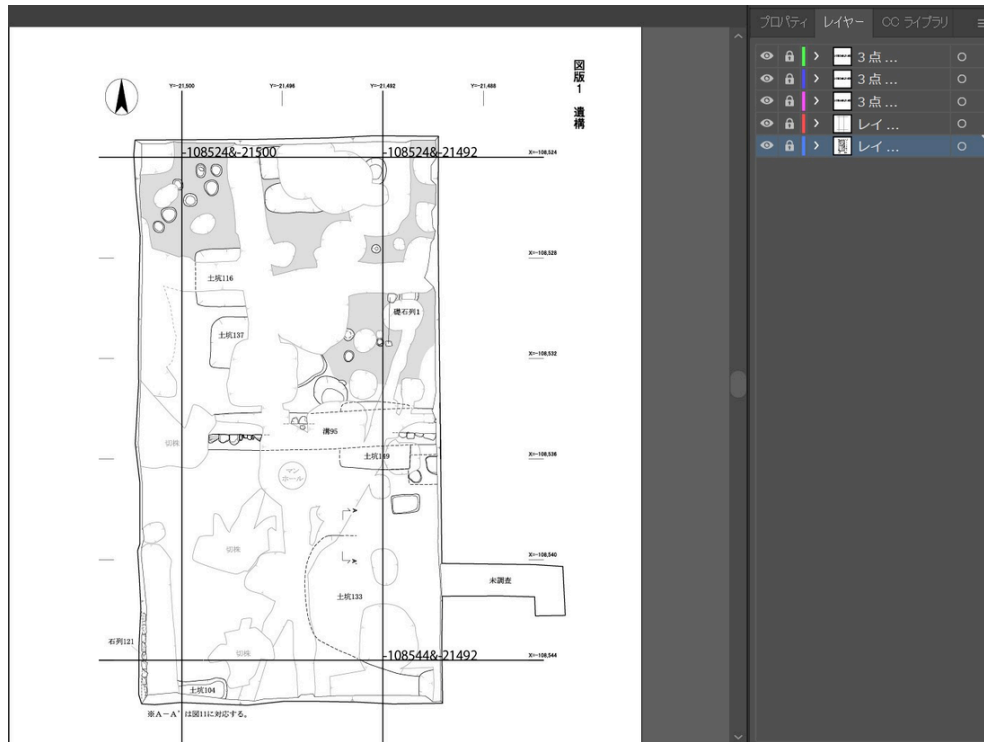 プロパティ レイヤー CC ライブラリ
3点...
3点...
3点...
レイ...
レイ...
図版1 遺構
Y=-21,500 Y=-21,496 Y=-21,492 Y=-21,488
-108524&-21500 -108524&-21492 X=-108,524
X=-108,528
土坑116
礎石列1
土坑137
X=-108,532
溝95
切株
土坑149 X=-108,536
マン
ホール
A
切株
X=-108,540
A'
未調査
土坑133
石列121
切株
-108544&-21492 X=-108,544
土坑104
※A-A'は図11に対応する。